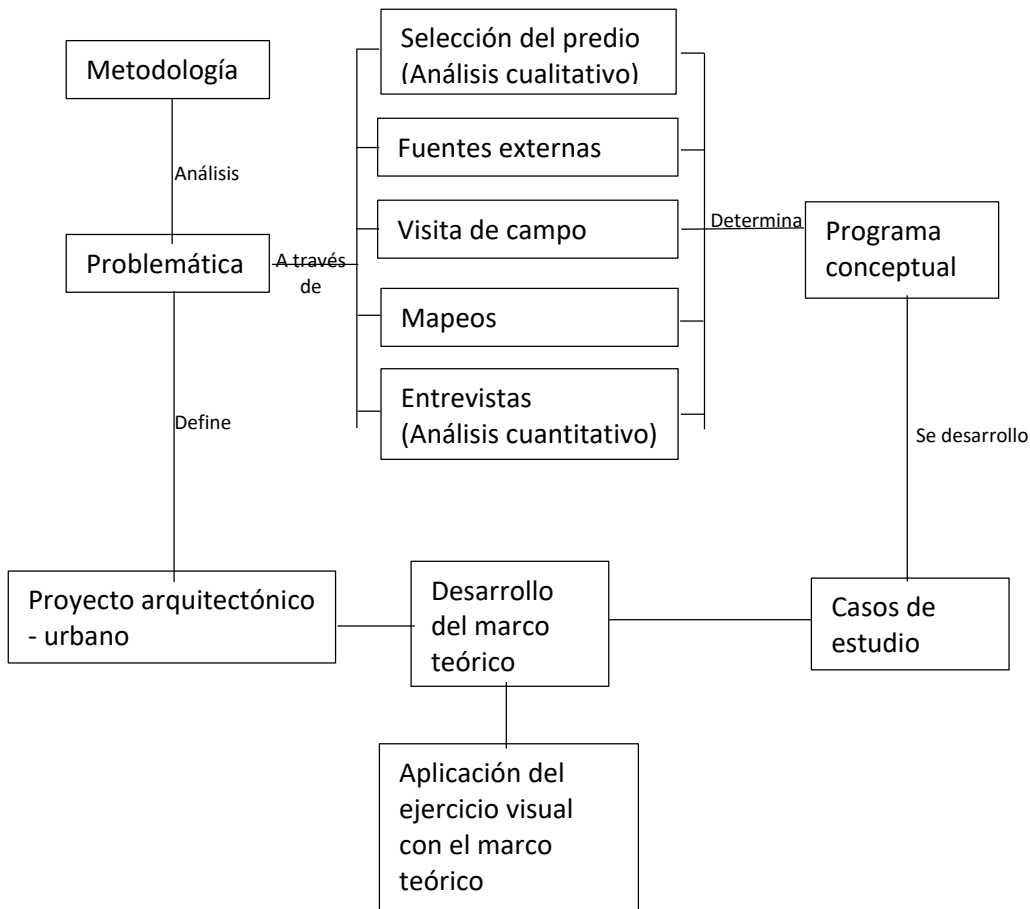 Metodología
Análisis
Problemática
A través
de
Define
Selección del predio
(Análisis cualitativo)
Fuentes externas
Visita de campo
Mapeos
Entrevistas
(Análisis cuantitativo)
Determina
Programa
conceptual
Se desarrollo
Proyecto arquitectónico
- urbano
Desarrollo
del marco
teórico
Casos de
estudio
Aplicación del
ejercicio visual
con el marco
teórico